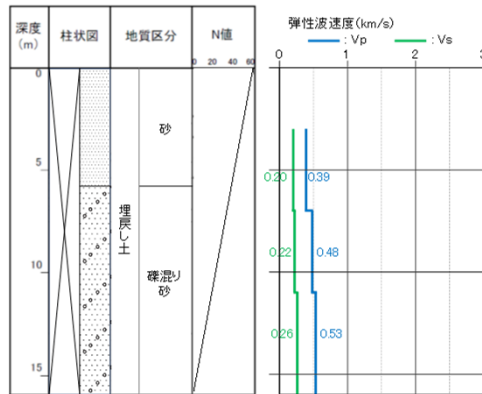 深度
(m)
柱状図
地質区分
N値
0 20 40 60
0
5
10
15
砂
埋戻し土
礫混り
砂
弾性波速度(km/s)
: Vp
: Vs
0 1 2 3
0.20
0.39
0.22
0.48
0.26
0.53